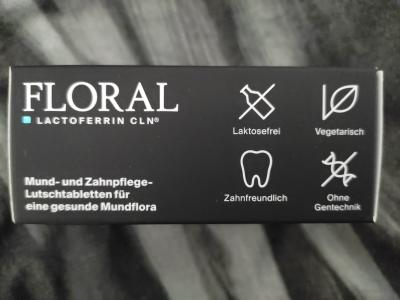 FLORAL
LACTOFERRIN CLN®
Mund- und Zahnpflege-
Lutschtabletten für
eine gesunde Mundflora
Laktosefrei
Vegetarisch
Zahnfreundlich
Ohne
Gentechnik